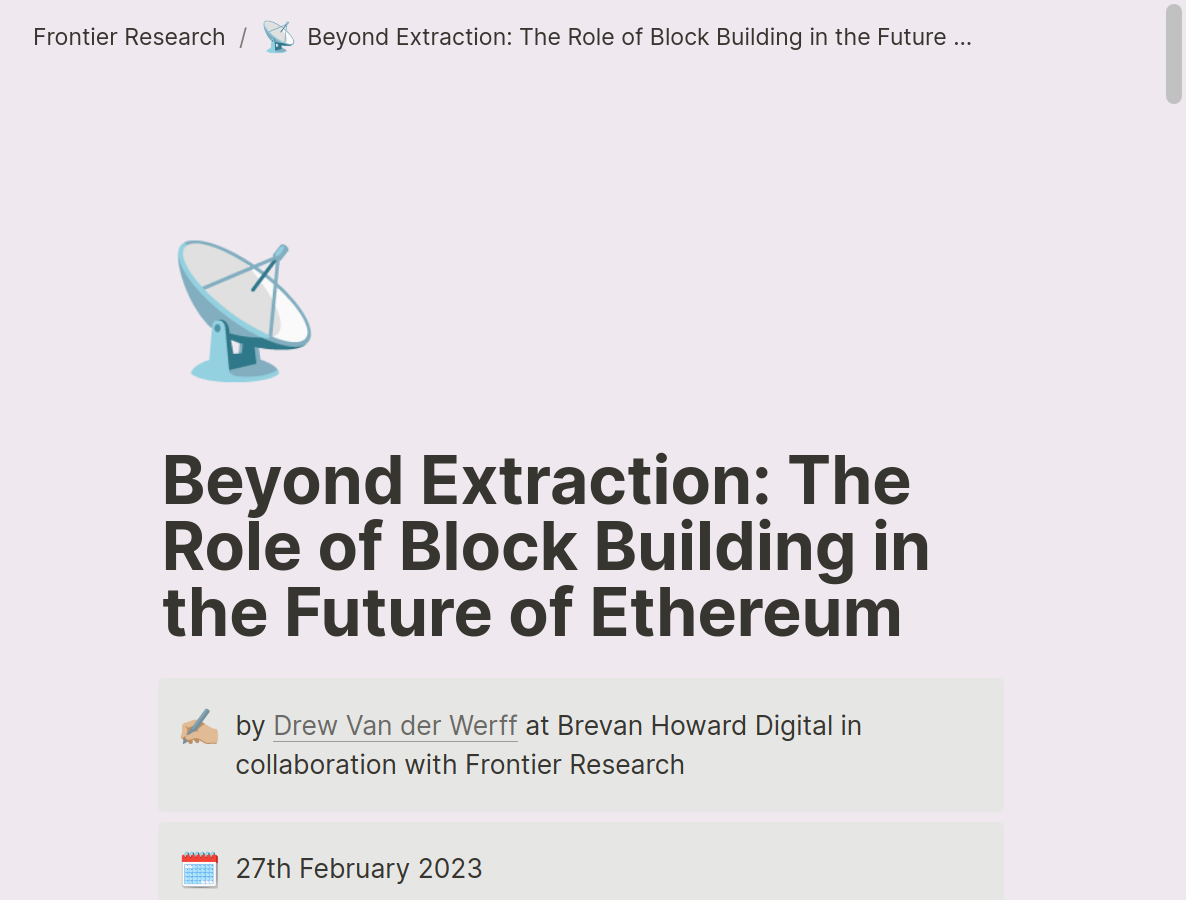 Frontier Research / Beyond Extraction: The Role of Block Building in the Future ...
Beyond Extraction: The
Role of Block Building in
the Future of Ethereum
by Drew Van der Werff at Brevan Howard Digital in
collaboration with Frontier Research
27th February 2023